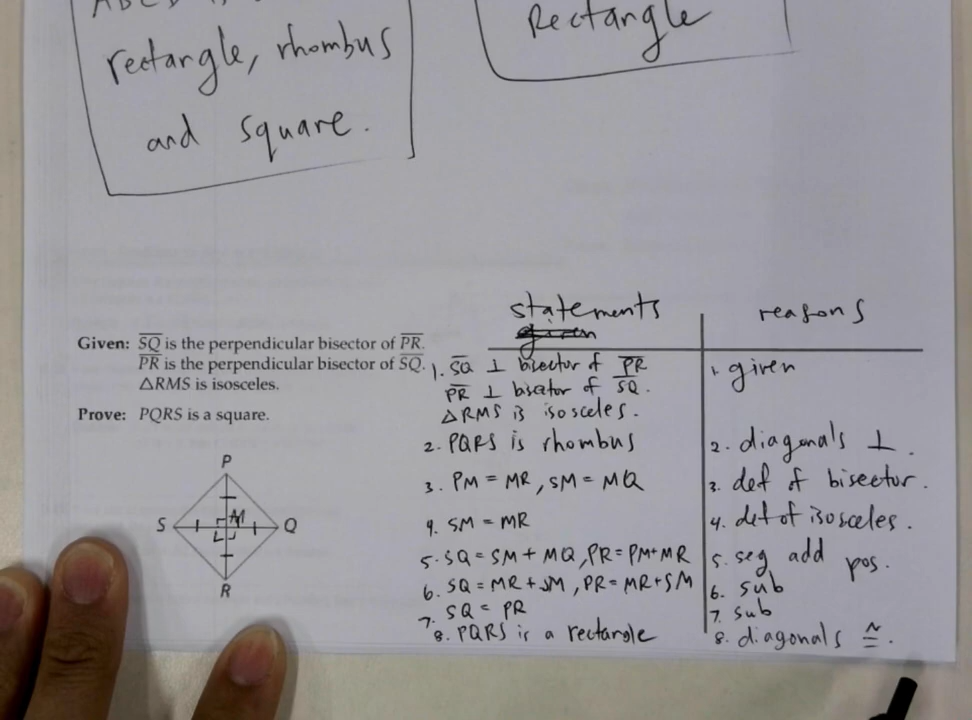 ABCD
rectangle, rhombus
and square.
Rectangle
Given: SQ is the perpendicular bisector of PR.
PR is the perpendicular bisector of SQ.
△RMS is isosceles.
Prove: PQRS is a square.
P
S M Q
R
statements reasons
1. SQ ⊥ bisector of PR 1. given
PR ⊥ bisector of SQ.
△RMS is isosceles.
2. PQRS is rhombus 2. diagonals ⊥.
3. PM = MR, SM = MQ 3. def of bisector.
4. SM = MR 4. def of isosceles.
5. SQ = SM + MQ, PR = PM + MR 5. seg add pos.
6. SQ = MR + SM, PR = MR + SM 6. sub
7. SQ = PR 7. sub
8. PQRS is a rectangle 8. diagonals ≅.